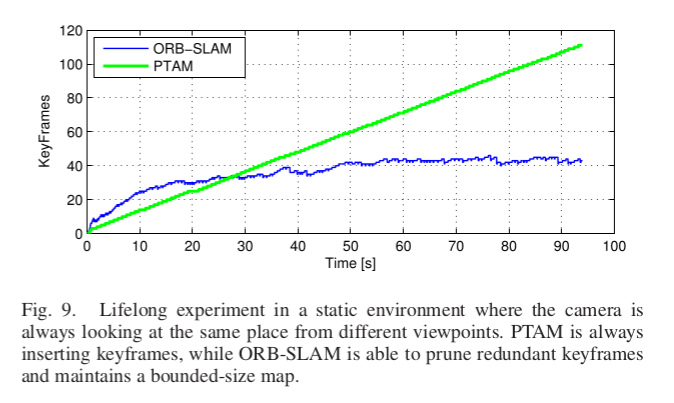 120
100
80
60
40
20
0
KeyFrames
ORB−SLAM
PTAM
0 10 20 30 40 50 60 70 80 90 100
Time [s]
Fig. 9. Lifelong experiment in a static environment where the camera is
always looking at the same place from different viewpoints. PTAM is always
inserting keyframes, while ORB-SLAM is able to prune redundant keyframes
and maintains a bounded-size map.